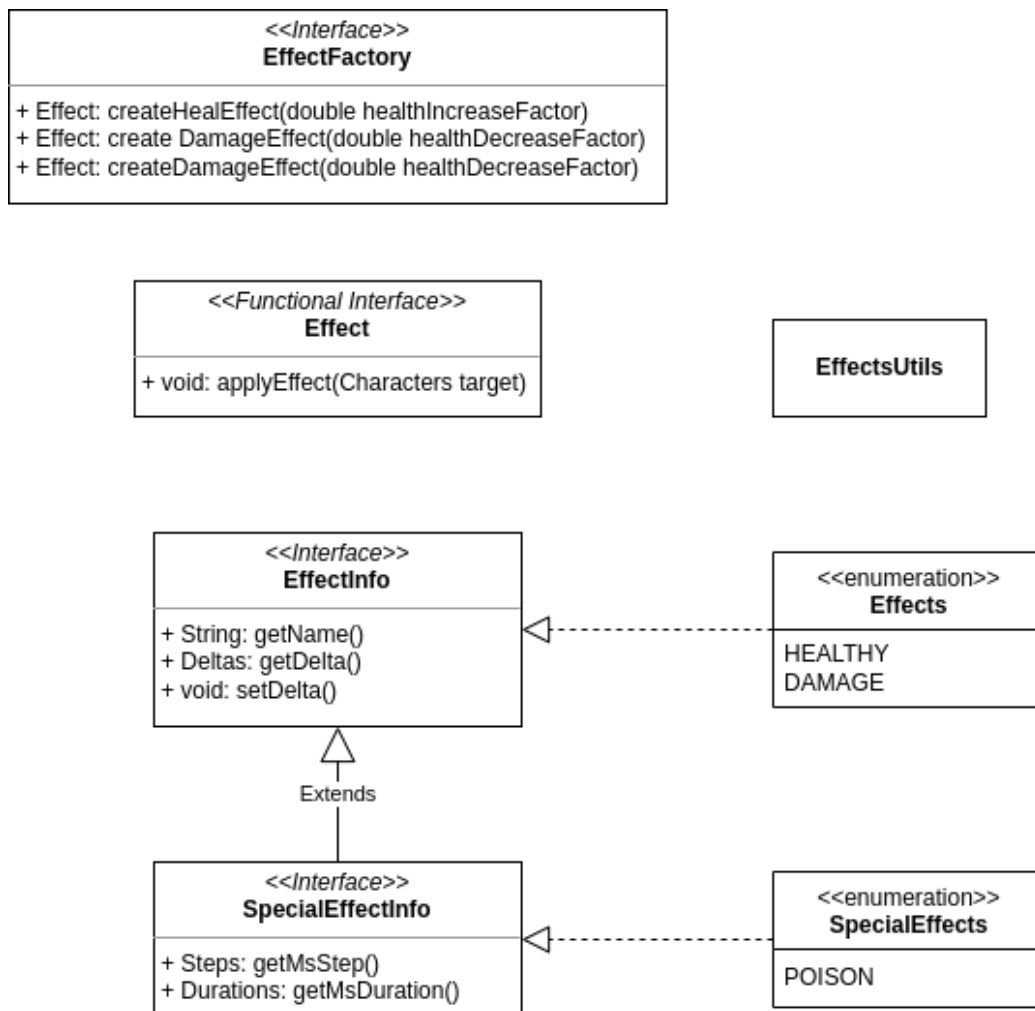 <<Interface>>
EffectFactory
+ Effect: createHealEffect(double healthIncreaseFactor)
+ Effect: create DamageEffect(double healthDecreaseFactor)
+ Effect: createDamageEffect(double healthDecreaseFactor)
<<Functional Interface>>
Effect
+ void: applyEffect(Characters target)
EffectsUtils
<<Interface>>
EffectInfo
+ String: getName()
+ Deltas: getDelta()
+ void: setDelta()
<<enumeration>>
Effects
HEALTHY
DAMAGE
Extends
<<Interface>>
SpecialEffectInfo
+ Steps: getMsStep()
+ Durations: getMsDuration()
<<enumeration>>
SpecialEffects
POISON